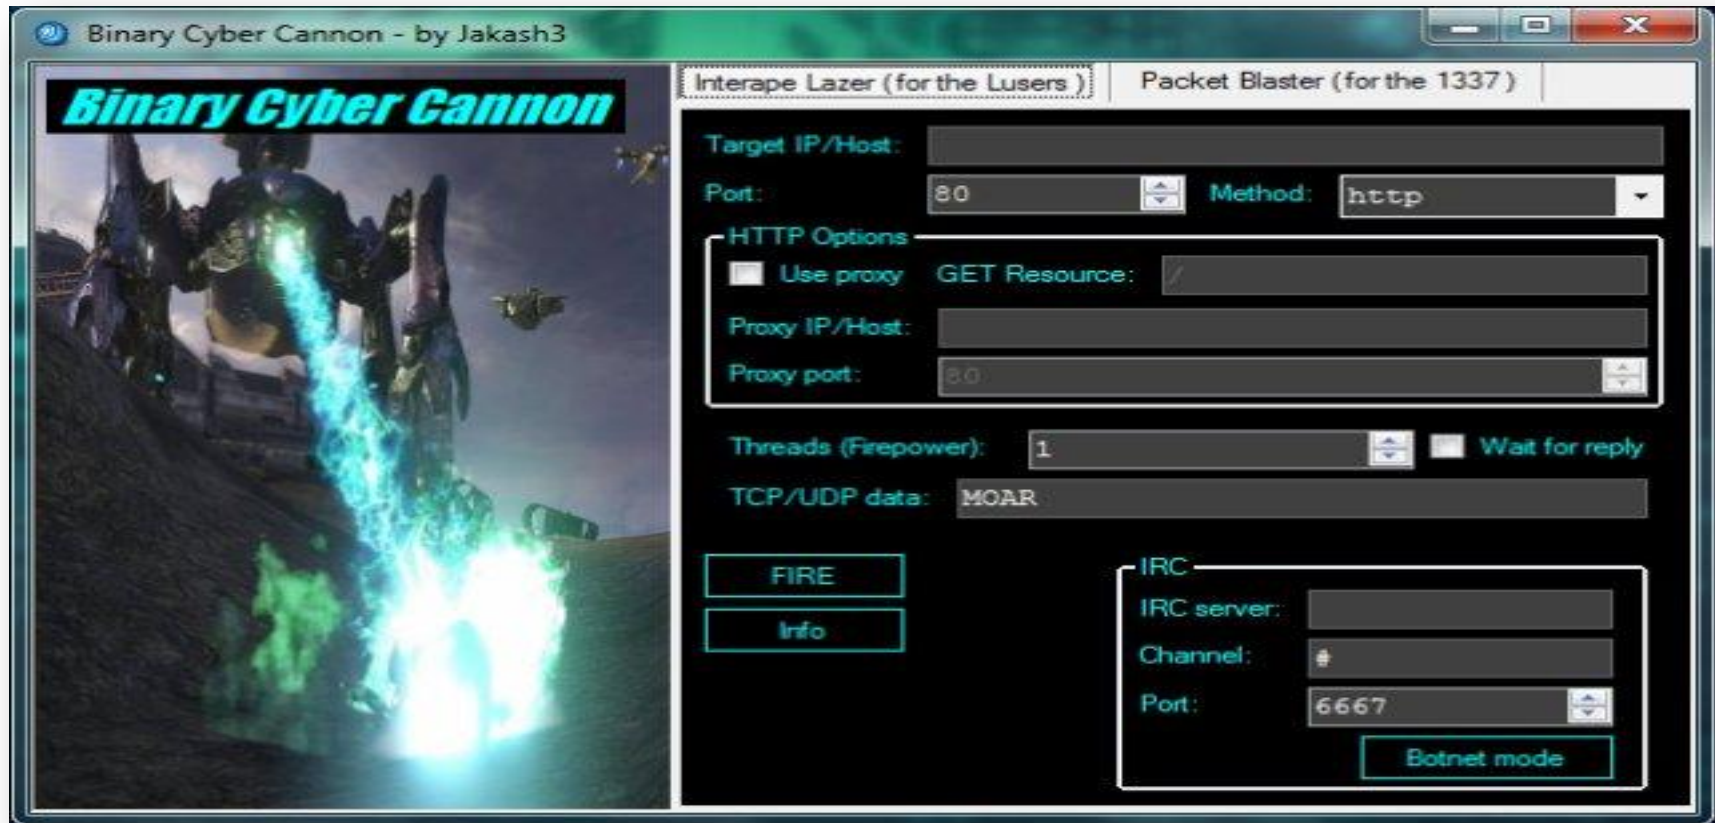 Binary Cyber Cannon - by Jakash3
Binary Cyber Cannon
Interape Lazer (for the Lusers ) Packet Blaster (for the 1337 )
Target IP/Host:
Port: 80 Method: http
HTTP Options
Use proxy GET Resource: /
Proxy IP/Host:
Proxy port: 80
Threads (Firepower): 1 Wait for reply
TCP/UDP data: MOAR
FIRE
Info
IRC
IRC server:
Channel: #
Port: 6667
Botnet mode